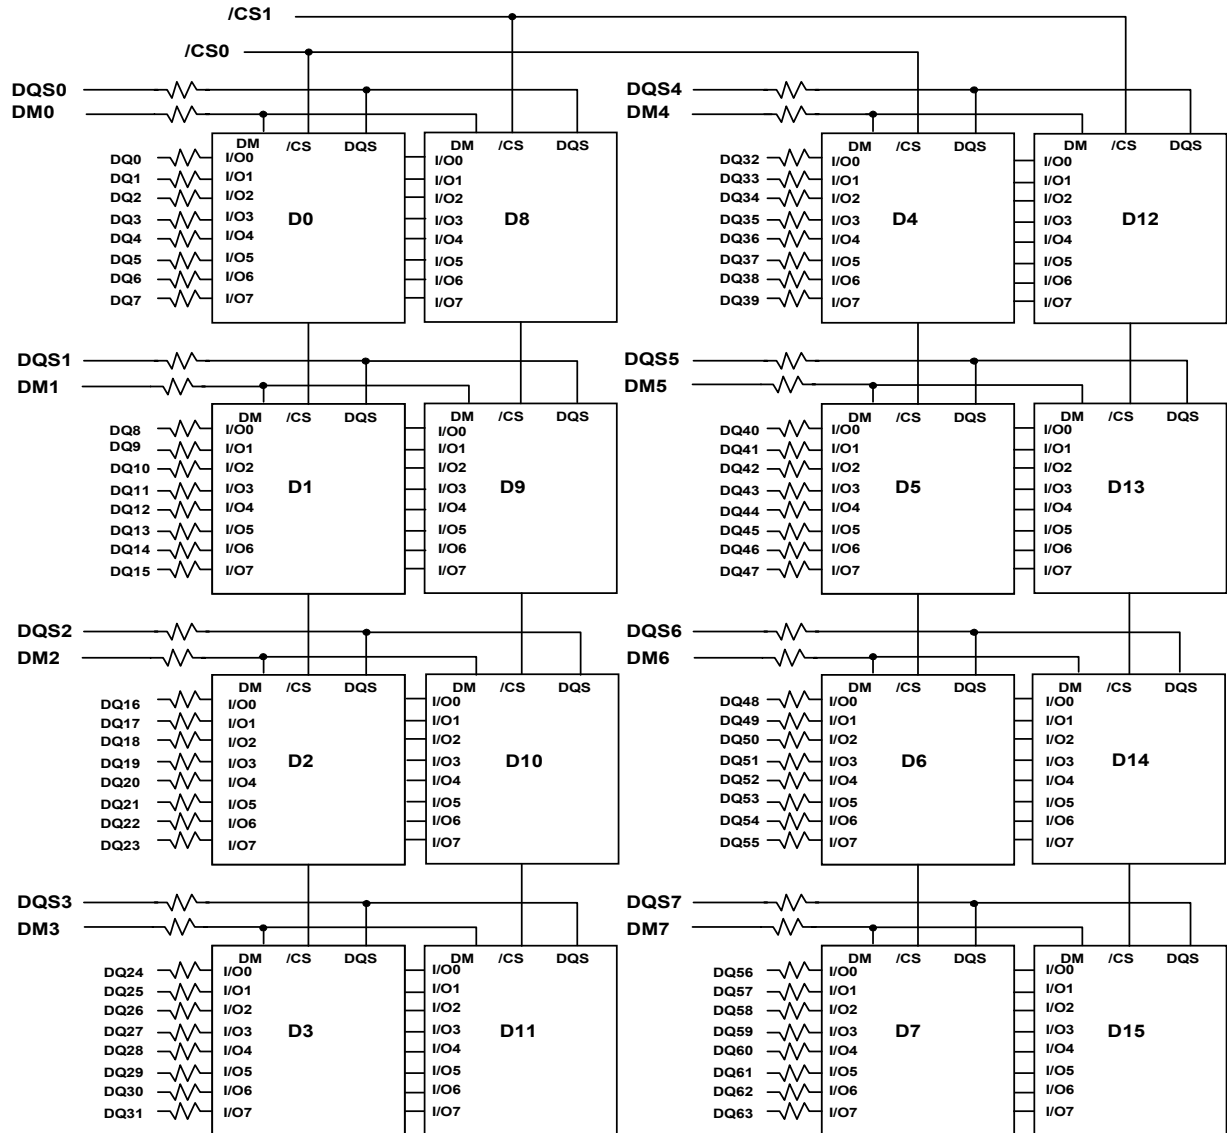 /CS1
/CS0
DQS0 DQS4
DM0 DM4
DM /CS DQS DM /CS DQS DM /CS DQS DM /CS DQS
DQ0 I/O0 I/O0 DQ32 I/O0 I/O0
DQ1 I/O1 I/O1 DQ33 I/O1 I/O1
DQ2 I/O2 I/O2 DQ34 I/O2 I/O2
DQ3 I/O3 D0 I/O3 D8 DQ35 I/O3 D4 I/O3 D12
DQ4 I/O4 I/O4 DQ36 I/O4 I/O4
DQ5 I/O5 I/O5 DQ37 I/O5 I/O5
DQ6 I/O6 I/O6 DQ38 I/O6 I/O6
DQ7 I/O7 I/O7 DQ39 I/O7 I/O7
DQS1 DQS5
DM1 DM5
DM /CS DQS DM /CS DQS DM /CS DQS DM /CS DQS
DQ8 I/O0 I/O0 DQ40 I/O0 I/O0
DQ9 I/O1 I/O1 DQ41 I/O1 I/O1
DQ10 I/O2 I/O2 DQ42 I/O2 I/O2
DQ11 I/O3 D1 I/O3 D9 DQ43 I/O3 D5 I/O3 D13
DQ12 I/O4 I/O4 DQ44 I/O4 I/O4
DQ13 I/O5 I/O5 DQ45 I/O5 I/O5
DQ14 I/O6 I/O6 DQ46 I/O6 I/O6
DQ15 I/O7 I/O7 DQ47 I/O7 I/O7
DQS2 DQS6
DM2 DM6
DM /CS DQS DM /CS DQS DM /CS DQS DM /CS DQS
DQ16 I/O0 I/O0 DQ48 I/O0 I/O0
DQ17 I/O1 I/O1 DQ49 I/O1 I/O1
DQ18 I/O2 I/O2 DQ50 I/O2 I/O2
DQ19 I/O3 D2 I/O3 D10 DQ51 I/O3 D6 I/O3 D14
DQ20 I/O4 I/O4 DQ52 I/O4 I/O4
DQ21 I/O5 I/O5 DQ53 I/O5 I/O5
DQ22 I/O6 I/O6 DQ54 I/O6 I/O6
DQ23 I/O7 I/O7 DQ55 I/O7 I/O7
DQS3 DQS7
DM3 DM7
DM /CS DQS DM /CS DQS DM /CS DQS DM /CS DQS
DQ24 I/O0 I/O0 DQ56 I/O0 I/O0
DQ25 I/O1 I/O1 DQ57 I/O1 I/O1
DQ26 I/O2 I/O2 DQ58 I/O2 I/O2
DQ27 I/O3 D3 I/O3 D11 DQ59 I/O3 D7 I/O3 D15
DQ28 I/O4 I/O4 DQ60 I/O4 I/O4
DQ29 I/O5 I/O5 DQ61 I/O5 I/O5
DQ30 I/O6 I/O6 DQ62 I/O6 I/O6
DQ31 I/O7 I/O7 DQ63 I/O7 I/O7